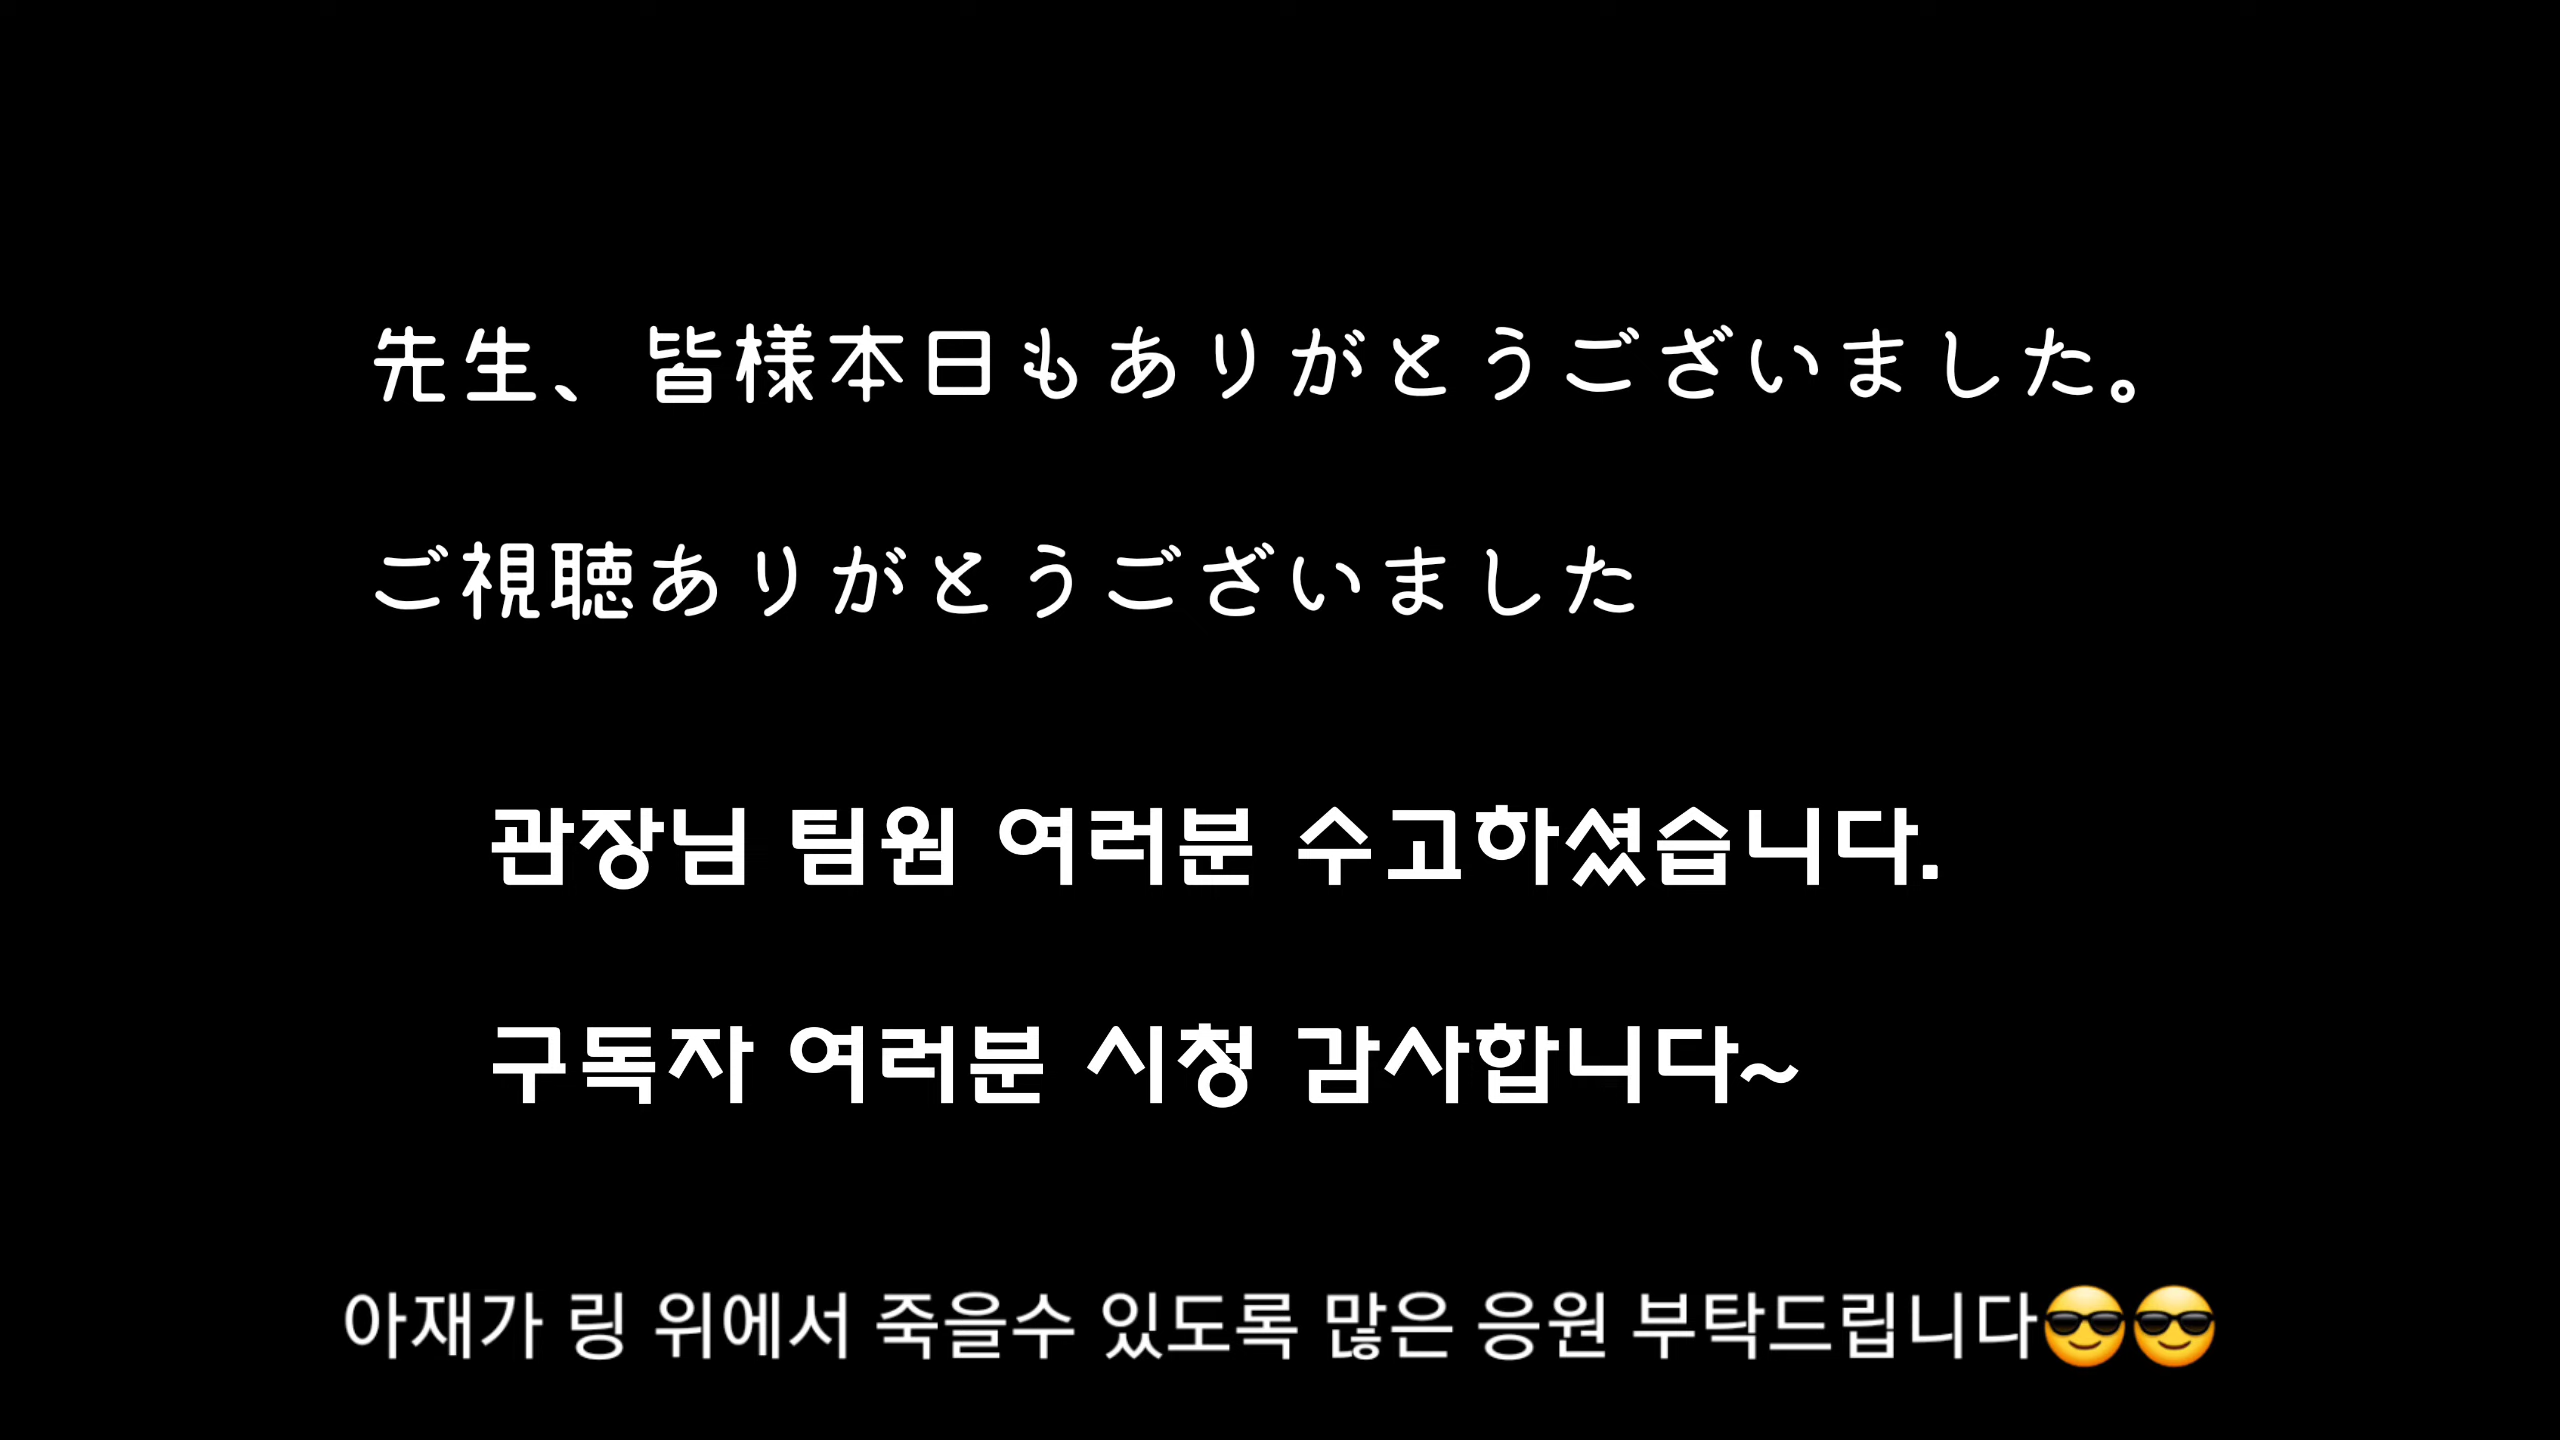 先生、皆様本日もありがとうございました。
ご視聴ありがとうございました
관장님 팀원 여러분 수고하셨습니다.
구독자 여러분 시청 감사합니다~
아재가 링 위에서 죽을수 있도록 많은 응원 부탁드립니다😎😎